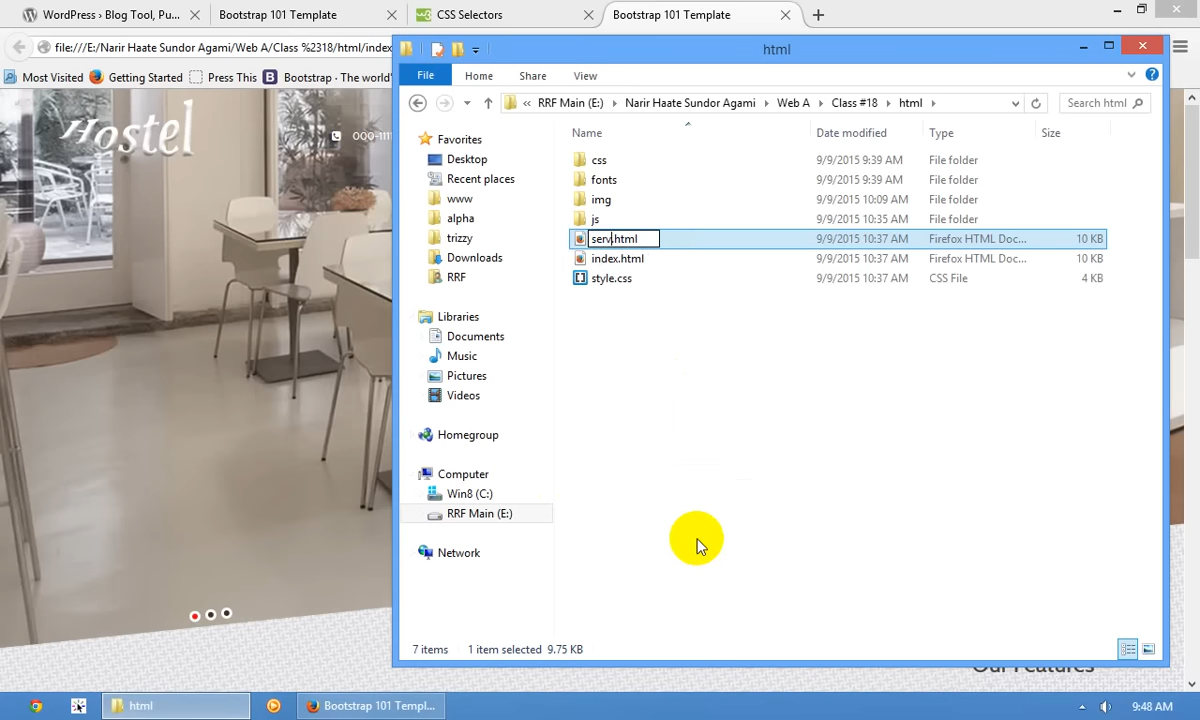 WordPress › Blog Tool, Pu...
Bootstrap 101 Template
CSS Selectors
Bootstrap 101 Template
file:///E:/Narir Haate Sundor Agami/Web A/Class %2318/html/index
Most Visited
Getting Started
Press This
Bootstrap · The world'
Hostel
000-1111
html
File
Home
Share
View
« RRF Main (E:) Narir Haate Sundor Agami Web A Class #18 html
Search html
Name
Date modified
Type
Size
Favorites
Desktop
Recent places
www
alpha
trizzy
Downloads
RRF
Libraries
Documents
Music
Pictures
Videos
Homegroup
Computer
Win8 (C:)
RRF Main (E:)
Network
css 9/9/2015 9:39 AM File folder
fonts 9/9/2015 9:39 AM File folder
img 9/9/2015 10:09 AM File folder
js 9/9/2015 10:35 AM File folder
serv.html 9/9/2015 10:37 AM Firefox HTML Doc... 10 KB
index.html 9/9/2015 10:37 AM Firefox HTML Doc... 10 KB
style.css 9/9/2015 10:37 AM CSS File 4 KB
7 items 1 item selected 9.75 KB
Our Features
html
Bootstrap 101 Templ...
9:48 AM